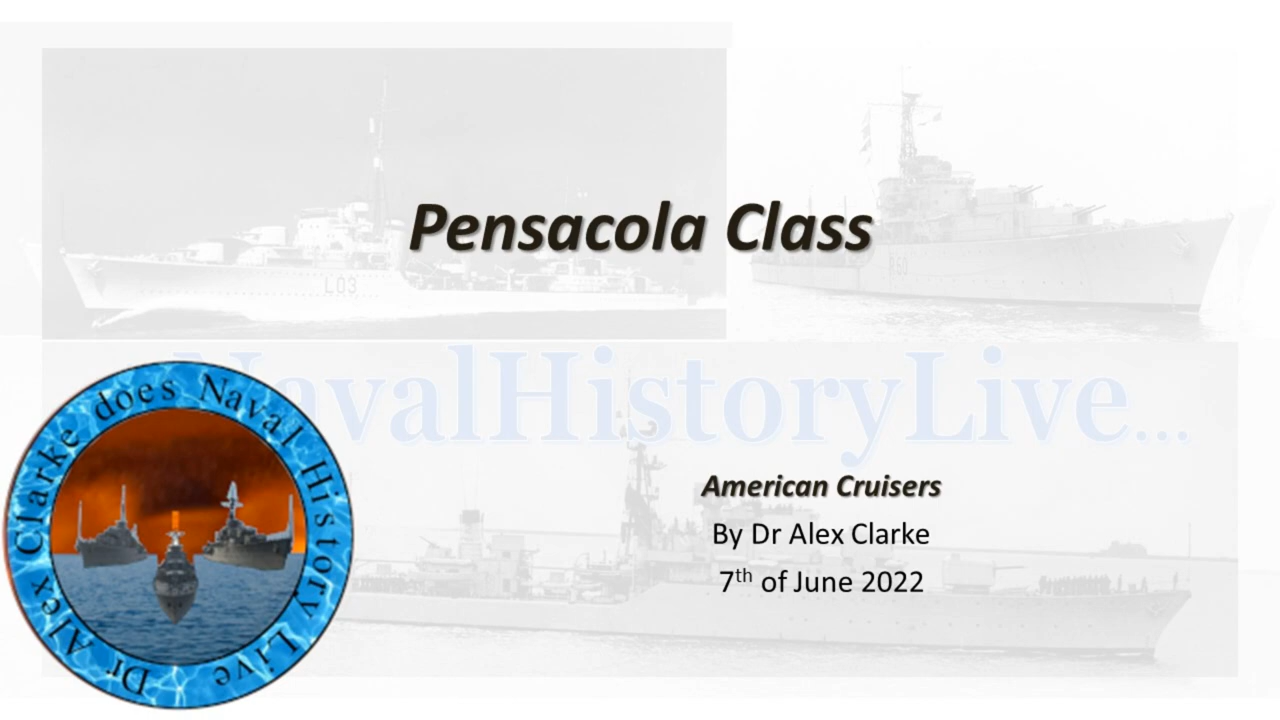 Pensacola Class
L03
R50
NavalHistoryLive...
Dr Alex Clarke does Naval History Live
American Cruisers
By Dr Alex Clarke
7th of June 2022